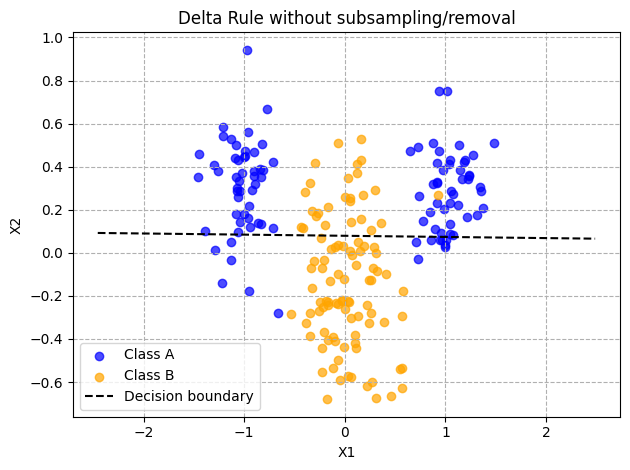 Delta Rule without subsampling/removal
1.0
0.8
0.6
0.4
0.2
0.0
−0.2
−0.4
−0.6
X2
Class A
Class B
Decision boundary
−2 −1 0 1 2
X1